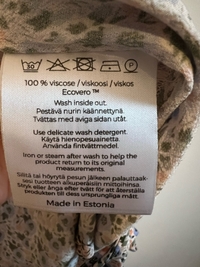 30
P
100 % viscose / viskoosi / viskos
Ecovero™
Wash inside out.
Pestävä nurin käännettynä.
Tvättas med aviga sidan utåt.
Use delicate wash detergent.
Käytä hienopesuainetta.
Använda fintvättmedel.
Iron or steam after wash to help the
product return to its original
measurements.
Silitä tai höyrytä pesun jälkeen palauttaak-
seu tuotteen alkuperäisiin mittoihinsa
Stryk eller ånga efter tvätt för att återställa
produkten till dess ursprungliga mått.
Made in Estonia